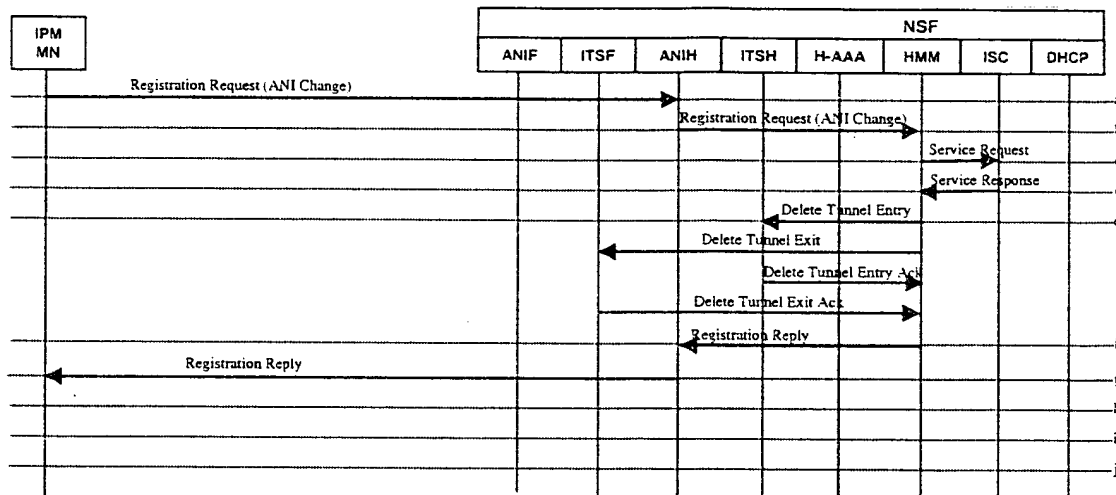 IPM
MN
NSF
ANIF ITSF ANIH ITSH H-AAA HMM ISC DHCP
Registration Request (ANI Change)
Registration Request (ANI Change)
Service Request
Service Response
Delete Tunnel Entry
Delete Tunnel Exit
Delete Tunnel Entry Ack
Delete Tunnel Exit Ack
Registration Reply
Registration Reply